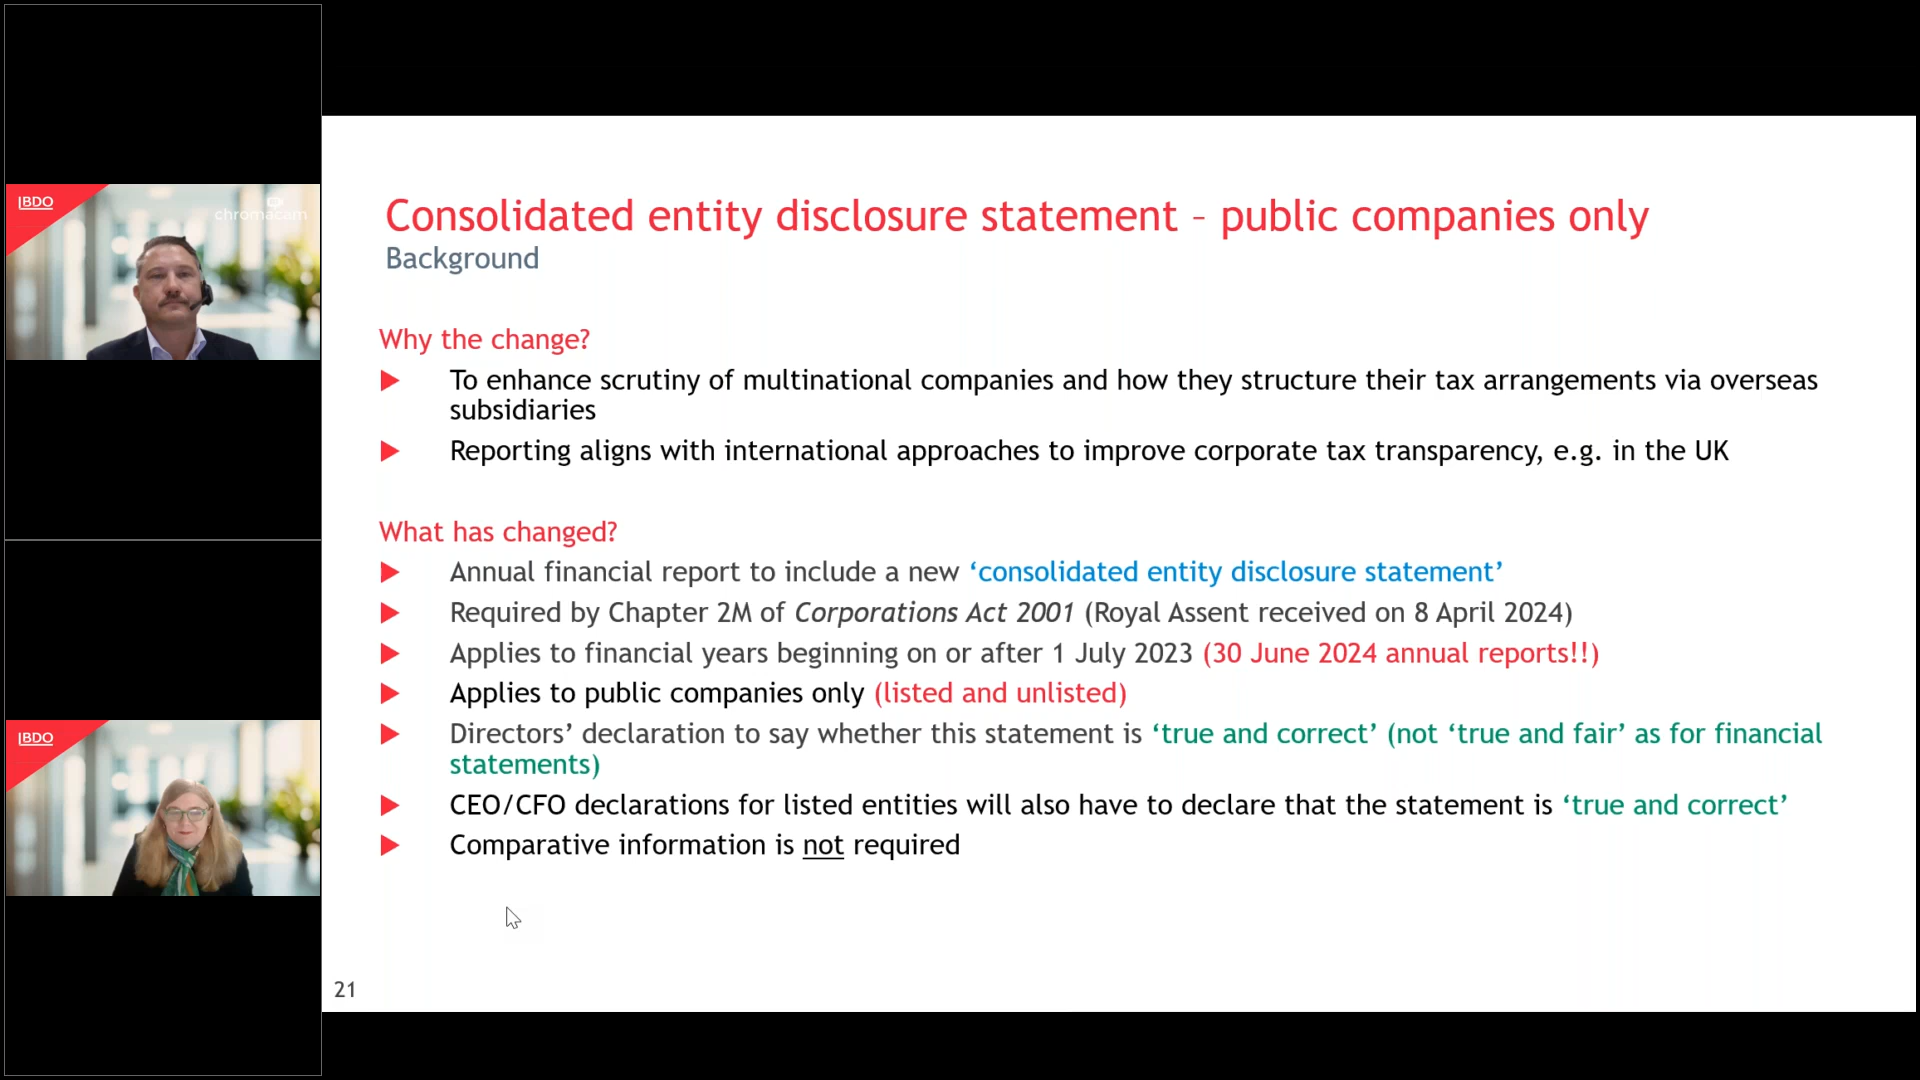 BDO
chromacam
BDO
Consolidated entity disclosure statement – public companies only
Background
Why the change?
To enhance scrutiny of multinational companies and how they structure their tax arrangements via overseas
subsidiaries
Reporting aligns with international approaches to improve corporate tax transparency, e.g. in the UK
What has changed?
Annual financial report to include a new ‘consolidated entity disclosure statement’
Required by Chapter 2M of Corporations Act 2001 (Royal Assent received on 8 April 2024)
Applies to financial years beginning on or after 1 July 2023 (30 June 2024 annual reports!!)
Applies to public companies only (listed and unlisted)
Directors’ declaration to say whether this statement is ‘true and correct’ (not ‘true and fair’ as for financial
statements)
CEO/CFO declarations for listed entities will also have to declare that the statement is ‘true and correct’
Comparative information is not required
21